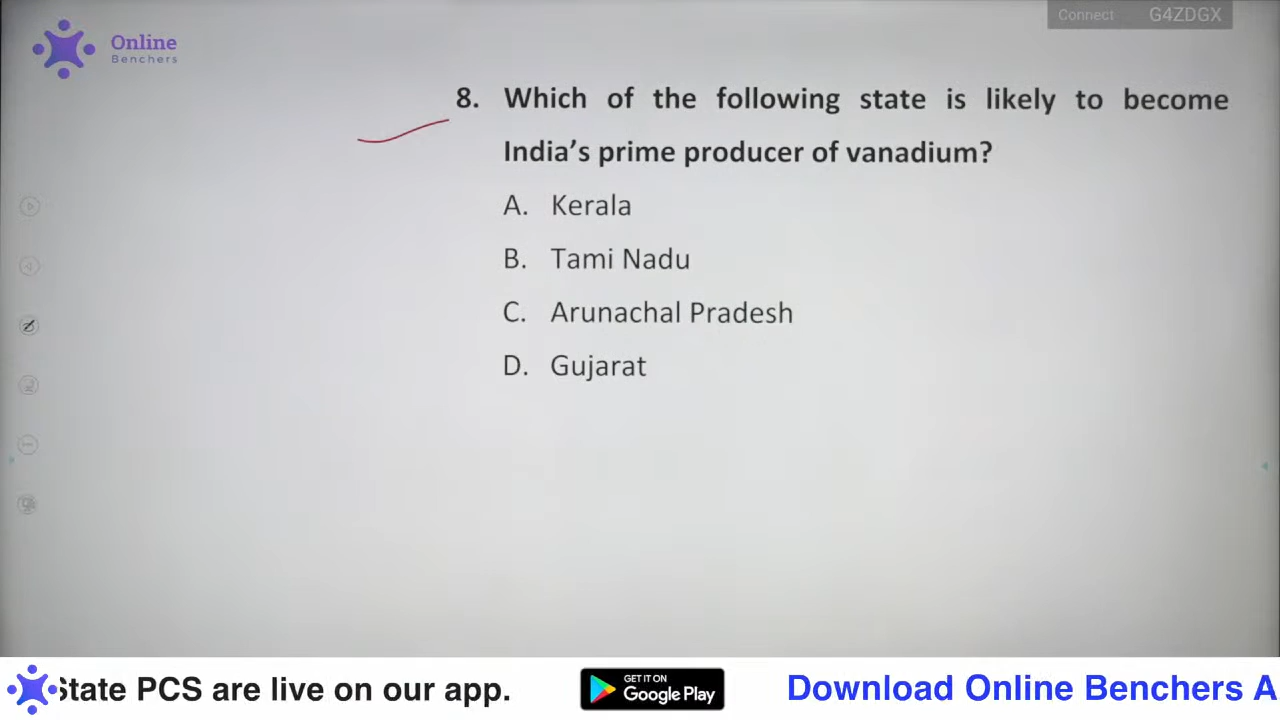 Online
Benchers
Connect G4ZDGX
8. Which of the following state is likely to become
India’s prime producer of vanadium?
A. Kerala
B. Tami Nadu
C. Arunachal Pradesh
D. Gujarat
State PCS are live on our app.
GET IT ON
Google Play
Download Online Benchers A